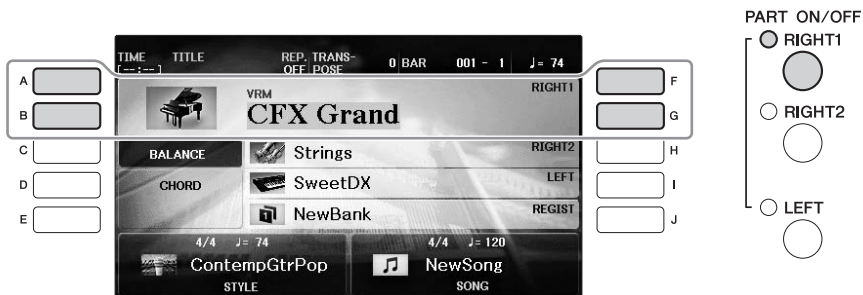 PART ON/OFF
RIGHT1
RIGHT2
LEFT
TIME TITLE REP. TRANS- 0 BAR 001 - 1 ♩= 74
[--:--] OFF POSE
A
B
C
D
E
F
G
H
I
J
RIGHT1
VRM
CFX Grand
BALANCE
Strings
RIGHT2
CHORD
SweetDX
LEFT
NewBank
REGIST
4/4 ♩= 74
ContempGtrPop
STYLE
4/4 ♩=120
NewSong
SONG